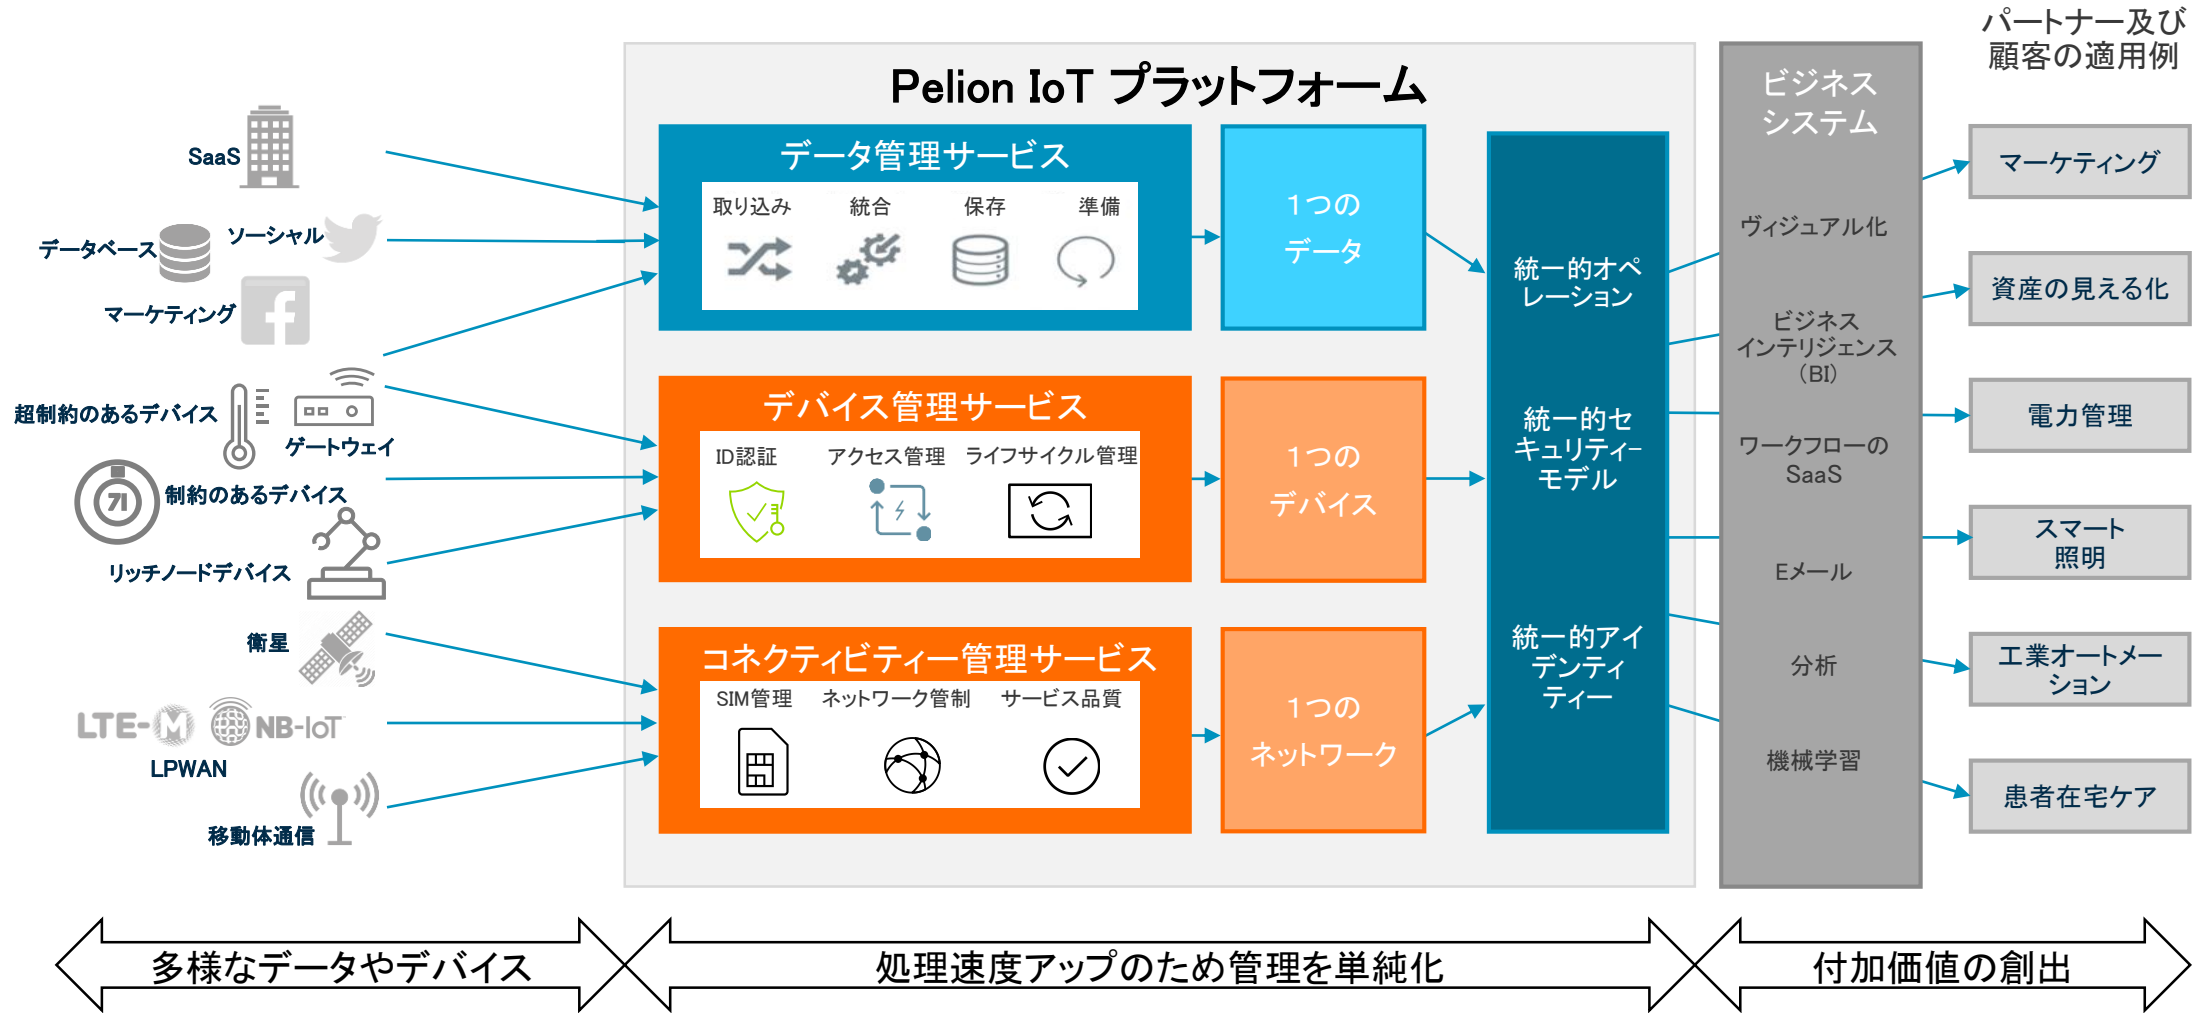 パートナー及び
顧客の適用例
Pelion IoT プラットフォーム
ビジネス
システム
SaaS
データベース
ソーシャル
マーケティング
超制約のあるデバイス
ゲートウェイ
71
制約のあるデバイス
リッチノードデバイス
衛星
LTE-M
NB-IoT
LPWAN
移動体通信
データ管理サービス
取り込み
統合
保存
準備
1つの
データ
デバイス管理サービス
ID認証
アクセス管理
ライフサイクル管理
1つの
デバイス
コネクティビティー管理サービス
SIM管理
ネットワーク管制
サービス品質
1つの
ネットワーク
統一的オペ
レーション
統一的セ
キュリティー
モデル
統一的アイ
デンティ
ティー
ヴィジュアル化
ビジネス
インテリジェンス
（BI）
ワークフローの
SaaS
Eメール
分析
機械学習
マーケティング
資産の見える化
電力管理
スマート
照明
工業オートメー
ション
患者在宅ケア
多様なデータやデバイス
処理速度アップのため管理を単純化
付加価値の創出